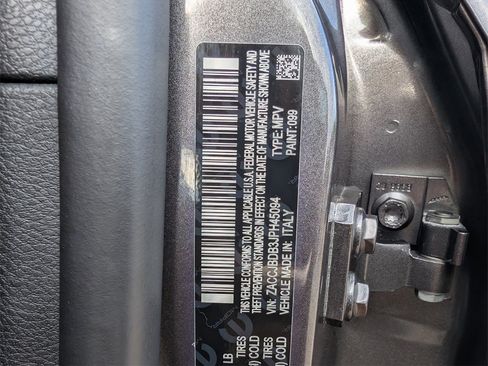 THIS VEHICLE CONFORMS TO ALL APPLICABLE U.S.A. FEDERAL MOTOR VEHICLE SAFETY AND
THEFT PREVENTION STANDARDS IN EFFECT ON THE DATE OF MANUFACTURE SHOWN ABOVE
VIN: ZACCJBDB3JPH45094 TYPE: MPV
VEHICLE MADE IN: ITALY PAINT: 099
LB
TIRES
COLD
TIRES
COLD